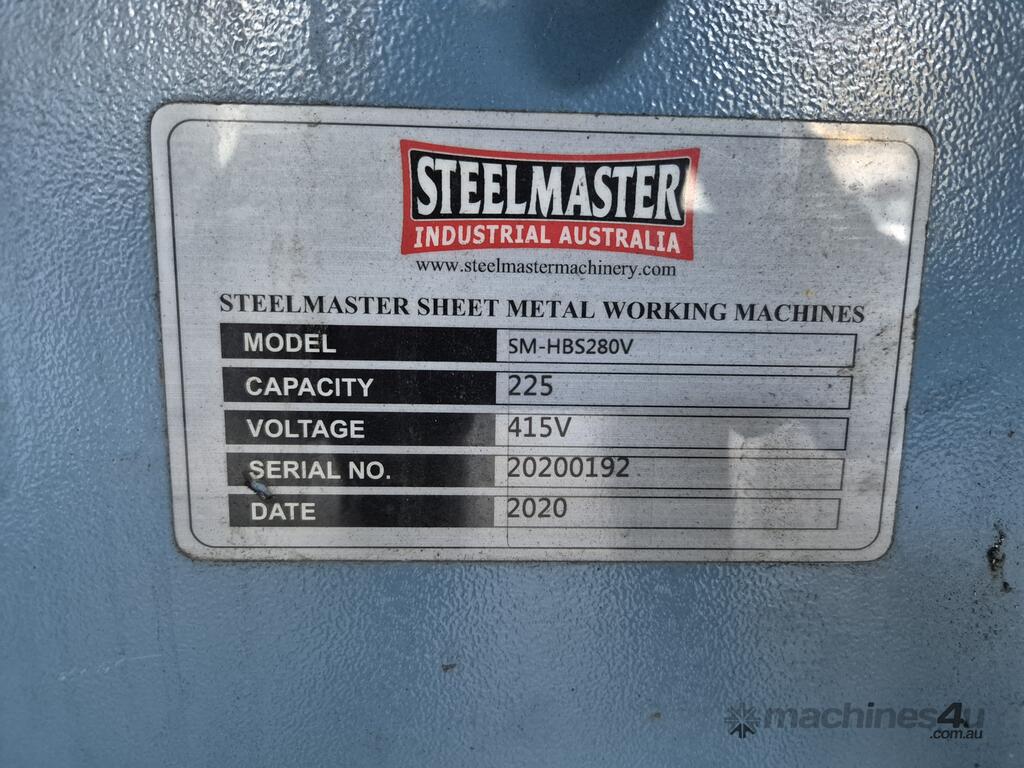 STEELMASTER
INDUSTRIAL AUSTRALIA
www.steelmastermachinery.com
STEELMASTER SHEET METAL WORKING MACHINES
MODEL SM-HBS280V
CAPACITY 225
VOLTAGE 415V
SERIAL NO. 20200192
DATE 2020
machines4u
.com.au